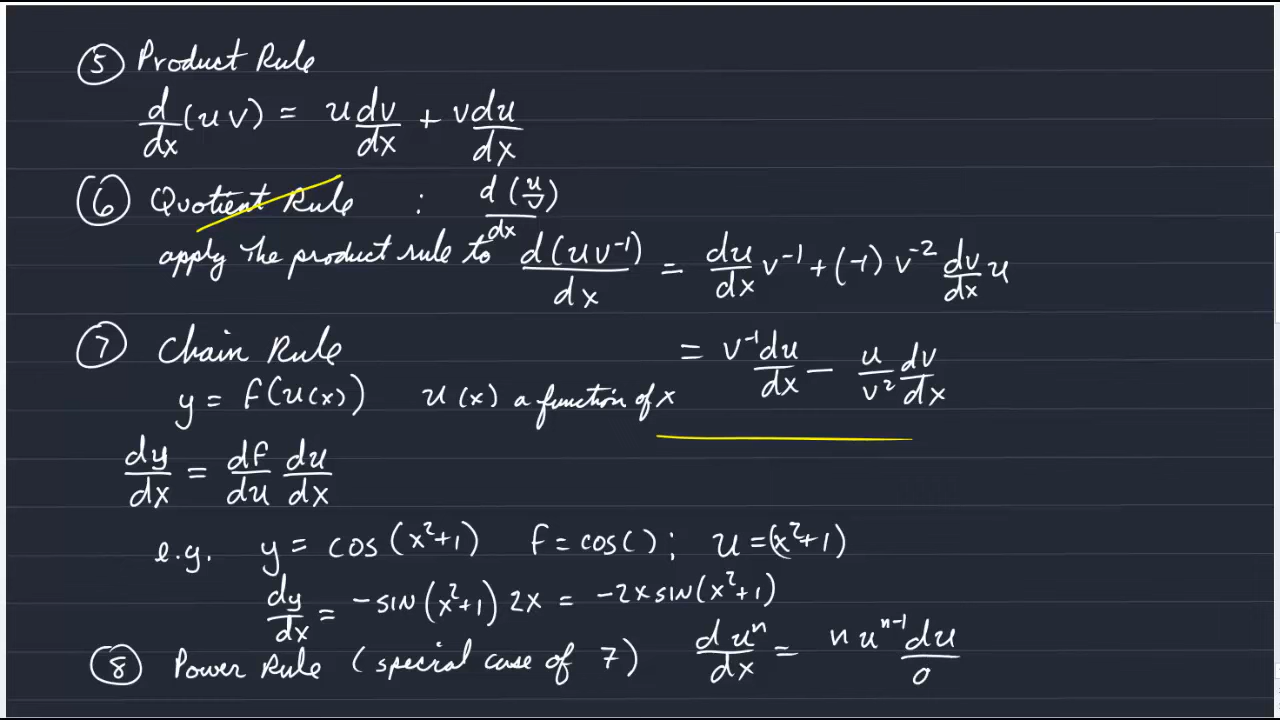 ⑤ Product Rule
d/dx (u v) = u dv/dx + v du/dx
⑥ Quotient Rule : d(u/v)/dx
apply the product rule to d(uv⁻¹)/dx = du/dx v⁻¹ + (-1) v⁻² dv/dx u
= v⁻¹ du/dx - u/v² dv/dx
⑦ Chain Rule
y = f(u(x)) u(x) a function of x
dy/dx = df/du du/dx
e.g. y = cos(x²+1) f = cos( ); u = (x²+1)
dy/dx = -sin(x²+1) 2x = -2x sin(x²+1)
⑧ Power Rule (special case of 7) d uⁿ/dx = n uⁿ⁻¹ du/